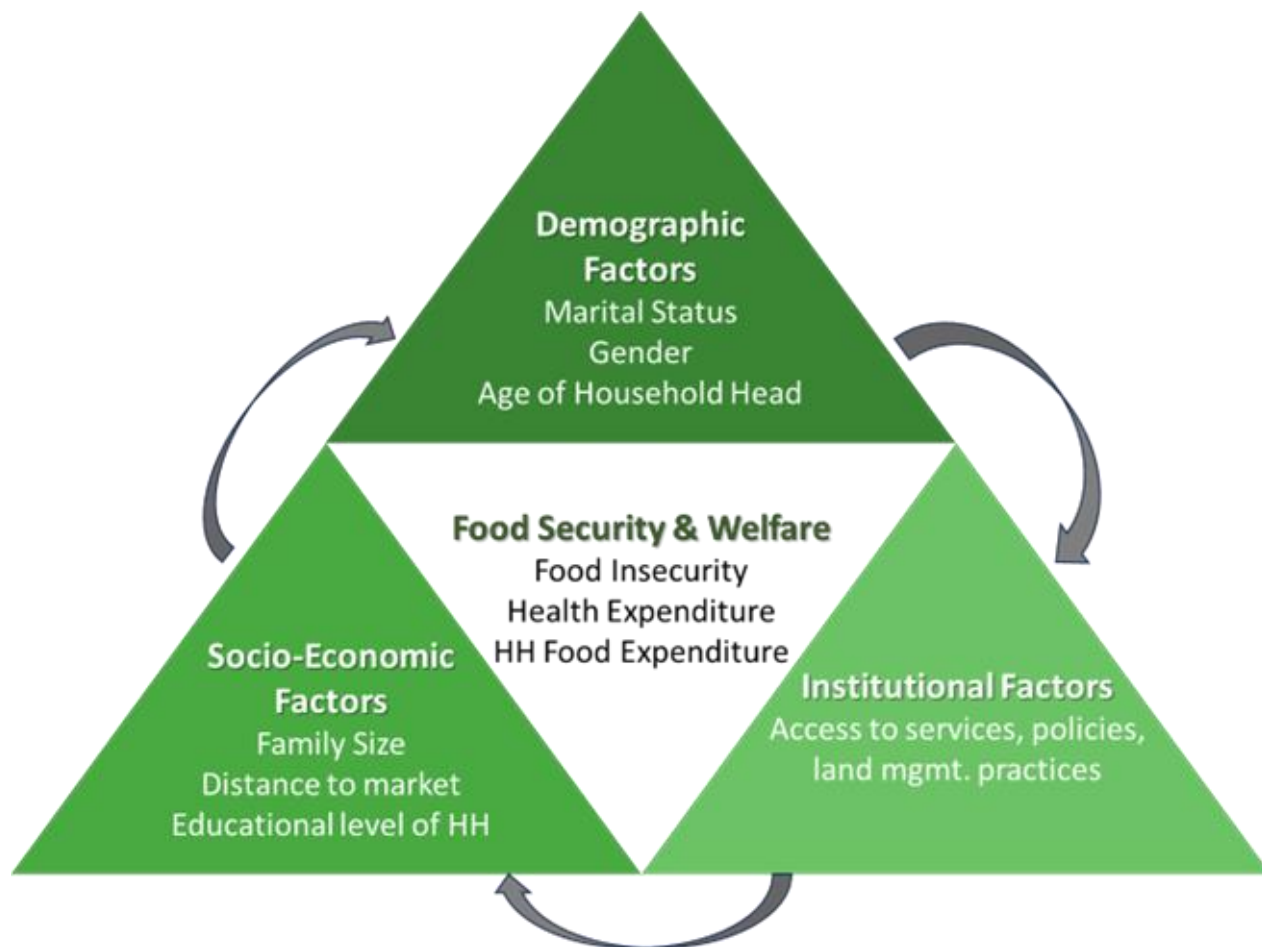 Demographic
Factors
Marital Status
Gender
Age of Household Head
Food Security & Welfare
Food Insecurity
Health Expenditure
HH Food Expenditure
Socio-Economic
Factors
Family Size
Distance to market
Educational level of HH
Institutional Factors
Access to services, policies,
land mgmt. practices